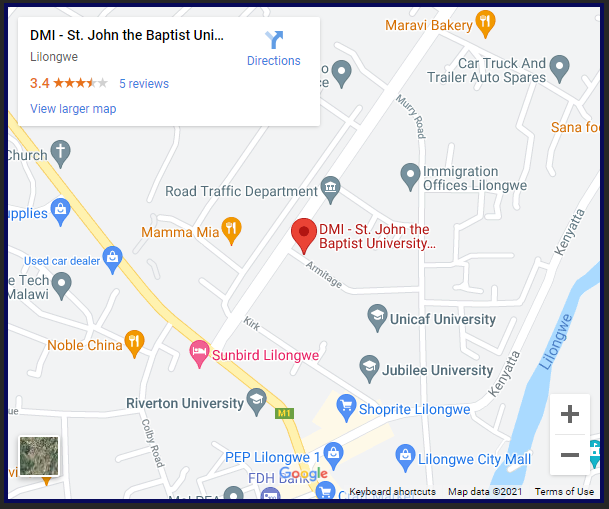 DMI - St. John the Baptist Uni...
Lilongwe
3.4
5 reviews
View larger map
Directions
Maravi Bakery
Car Truck And
Trailer Auto Spares
Murry Road
Sana foo
Church
Immigration
Offices Lilongwe
Road Traffic Department
upplies
Mamma Mia
DMI - St. John the
Baptist University...
Kenyatta
Used car dealer
Armitage
e Tech
Malawi
Kirk
Unicaf University
Lilongwe
Noble China
Sunbird Lilongwe
Jubilee University
Kenyatta
Riverton University
M1
Shoprite Lilongwe
ue
Colby Road
PEP Lilongwe 1
Lilongwe City Mall
FDH Bank
Google
Keyboard shortcuts
Map data ©2021
Terms of Use